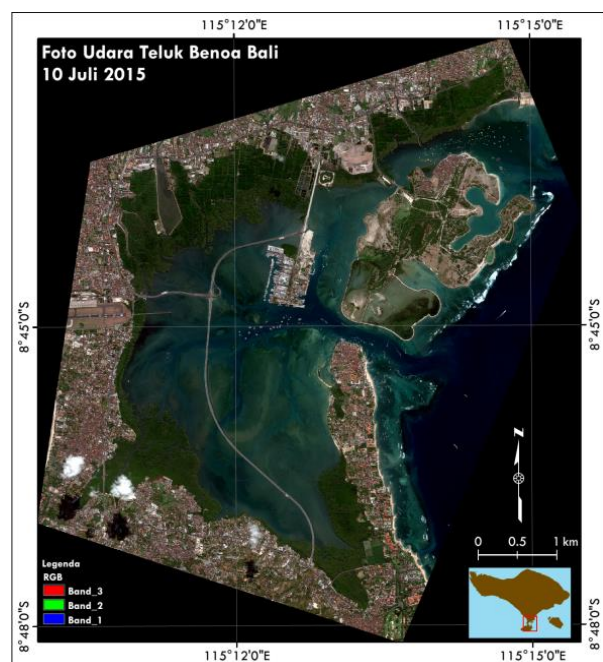 115°12'0"E
115°15'0"E
Foto Udara Teluk Benoa Bali
10 Juli 2015
8°45'0"S
8°45'0"S
N
0 0.5 1 km
Legenda
RGB
Band_3
Band_2
Band_1
8°48'0"S
8°48'0"S
115°12'0"E
115°15'0"E